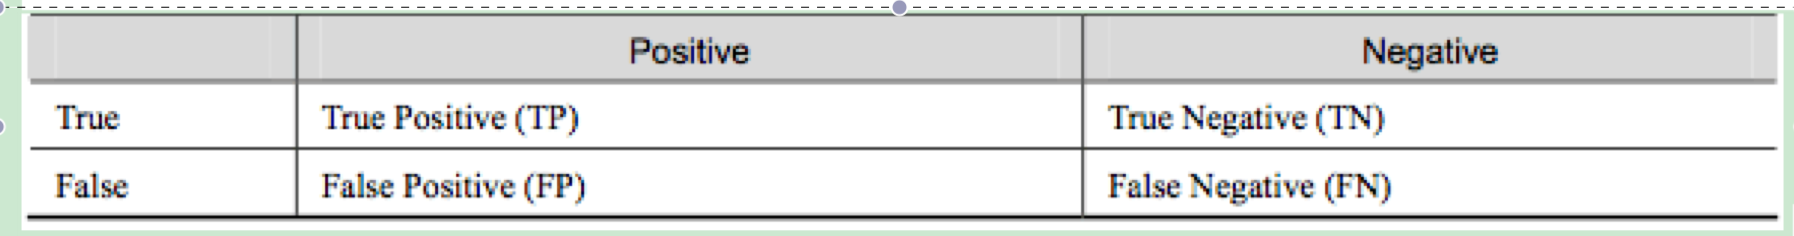 Positive Negative
True True Positive (TP) True Negative (TN)
False False Positive (FP) False Negative (FN)